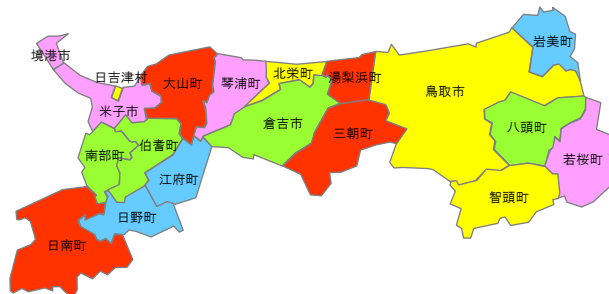 岩美町
境港市
日吉津村
大山町
琴浦町
北栄町
湯梨浜町
鳥取市
米子市
倉吉市
三朝町
八頭町
伯耆町
南部町
若桜町
江府町
智頭町
日野町
日南町